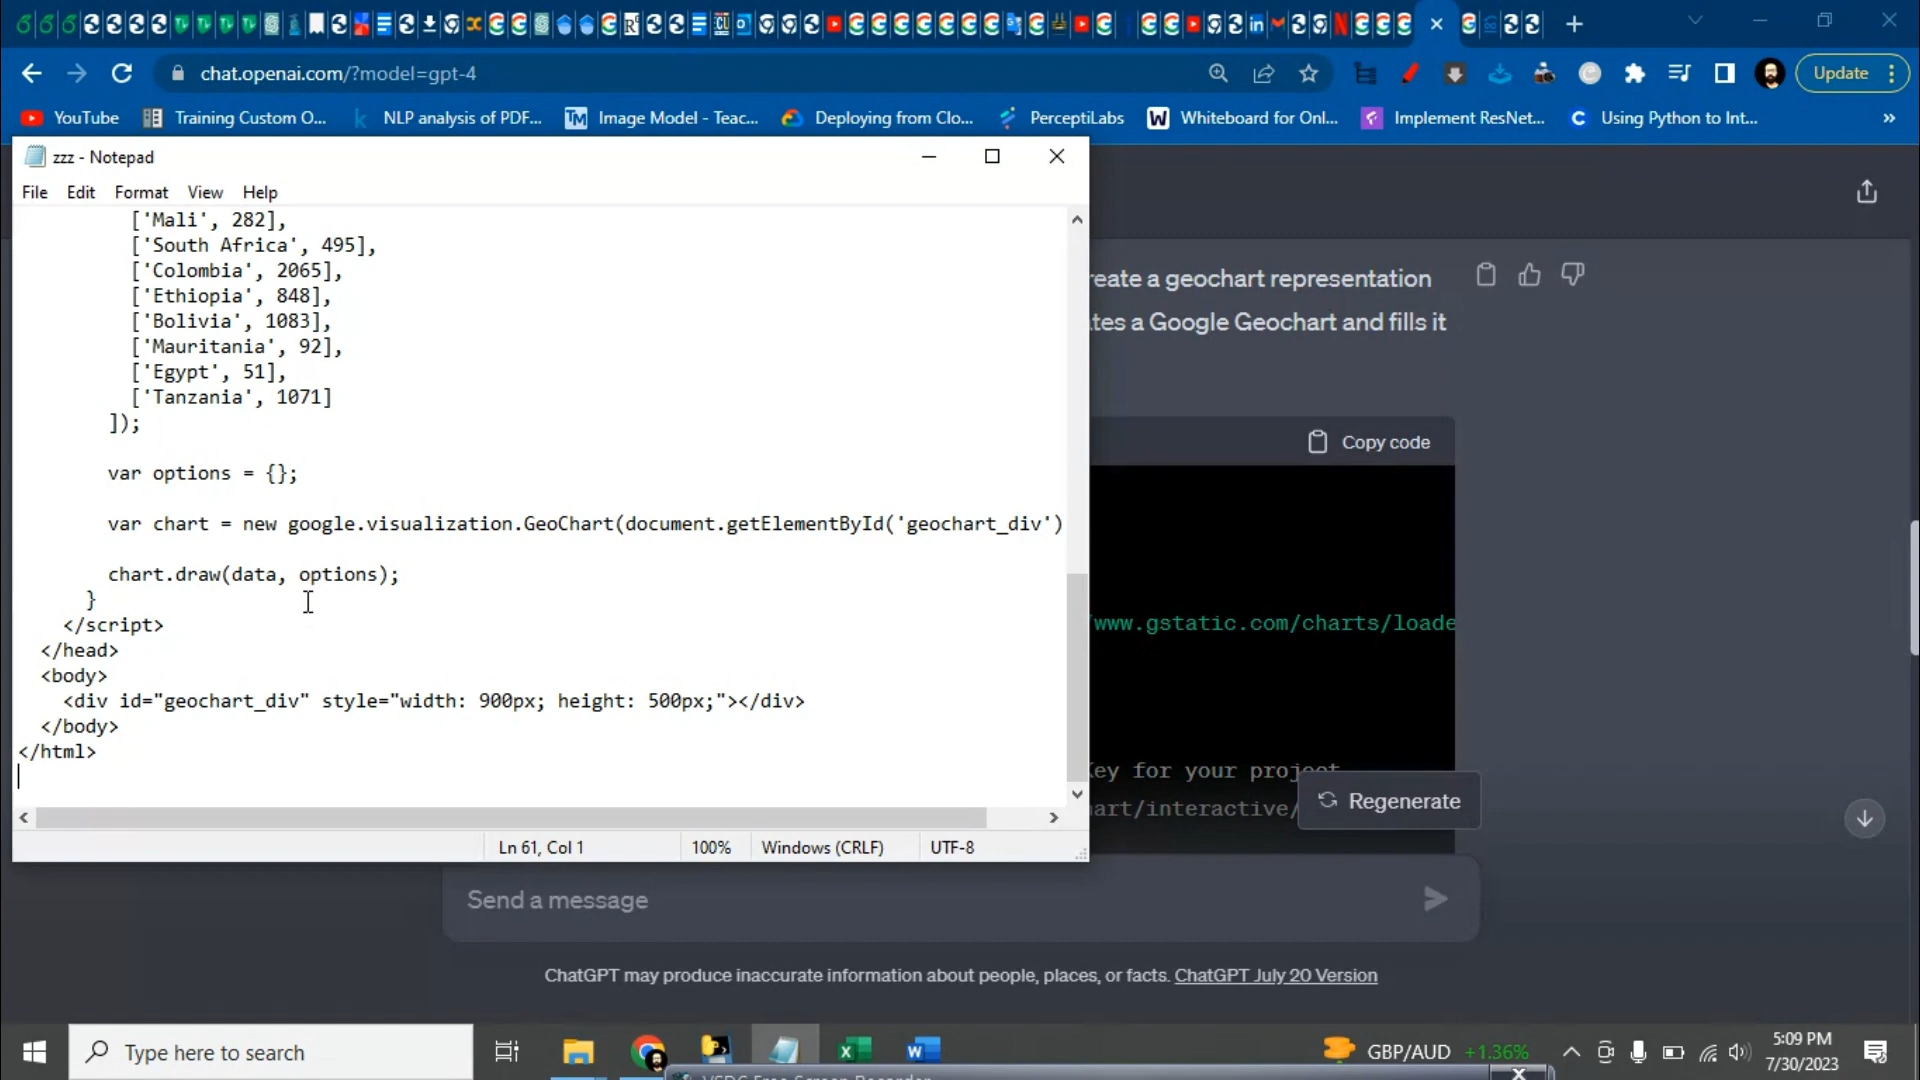 chat.openai.com/?model=gpt-4
Update
YouTube
Training Custom O...
NLP analysis of PDF...
Image Model - Teac...
Deploying from Clo...
PerceptiLabs
Whiteboard for Onl...
Implement ResNet...
Using Python to Int...
»
zzz - Notepad
File Edit Format View Help
['Mali', 282],
['South Africa', 495],
['Colombia', 2065],
['Ethiopia', 848],
['Bolivia', 1083],
['Mauritania', 92],
['Egypt', 51],
['Tanzania', 1071]
]);
var options = {};
var chart = new google.visualization.GeoChart(document.getElementById('geochart_div')
chart.draw(data, options);
}
</script>
</head>
<body>
<div id="geochart_div" style="width: 900px; height: 500px;"></div>
</body>
</html>
Ln 61, Col 1
100%
Windows (CRLF)
UTF-8
reate a geochart representation
tes a Google Geochart and fills it
Copy code
/www.gstatic.com/charts/loade
Key for your project
art/interactive/
Regenerate
Send a message
ChatGPT may produce inaccurate information about people, places, or facts. ChatGPT July 20 Version
Type here to search
GBP/AUD +1.36%
5:09 PM
7/30/2023